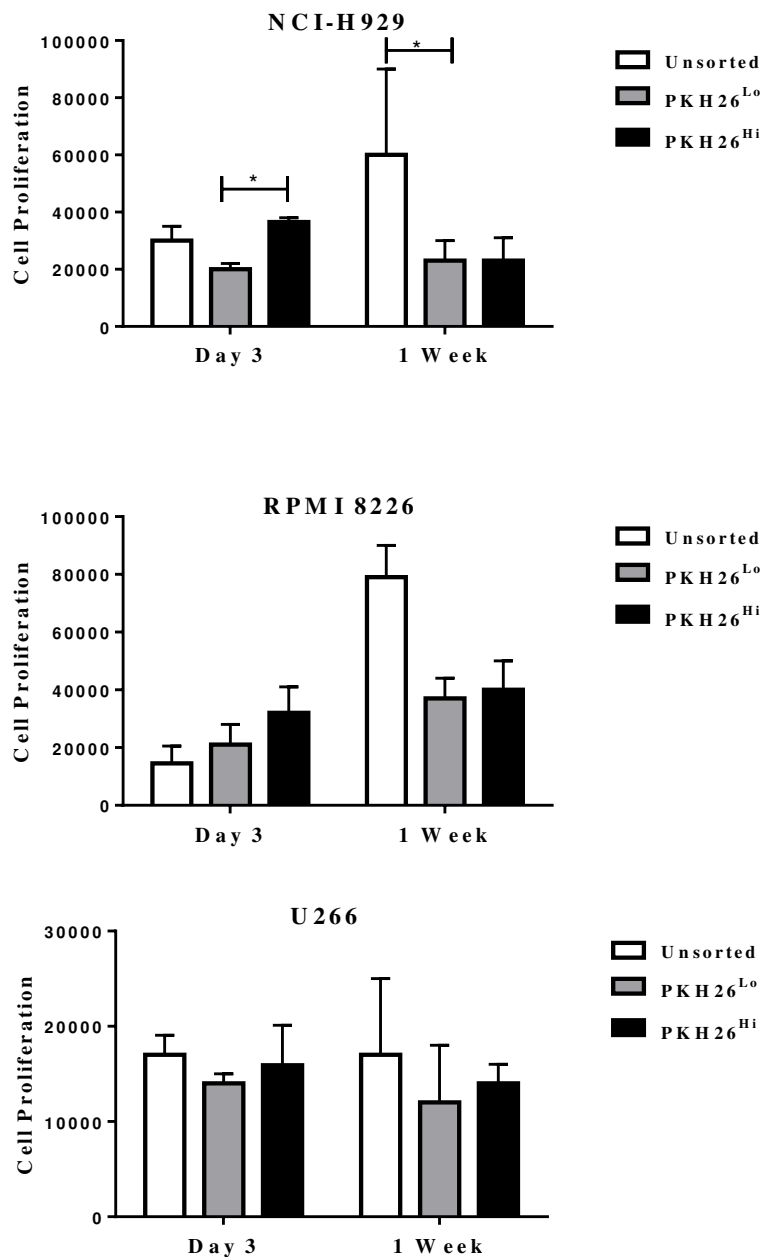 NCI-H929
Cell Proliferation
100000
80000
60000
40000
20000
0
*
*
Day 3
1 Week
Unsorted
PKH26Lo
PKH26Hi
RPMI 8226
Cell Proliferation
100000
80000
60000
40000
20000
0
Day 3
1 Week
Unsorted
PKH26Lo
PKH26Hi
U266
Cell Proliferation
30000
20000
10000
0
Day 3
1 Week
Unsorted
PKH26Lo
PKH26Hi